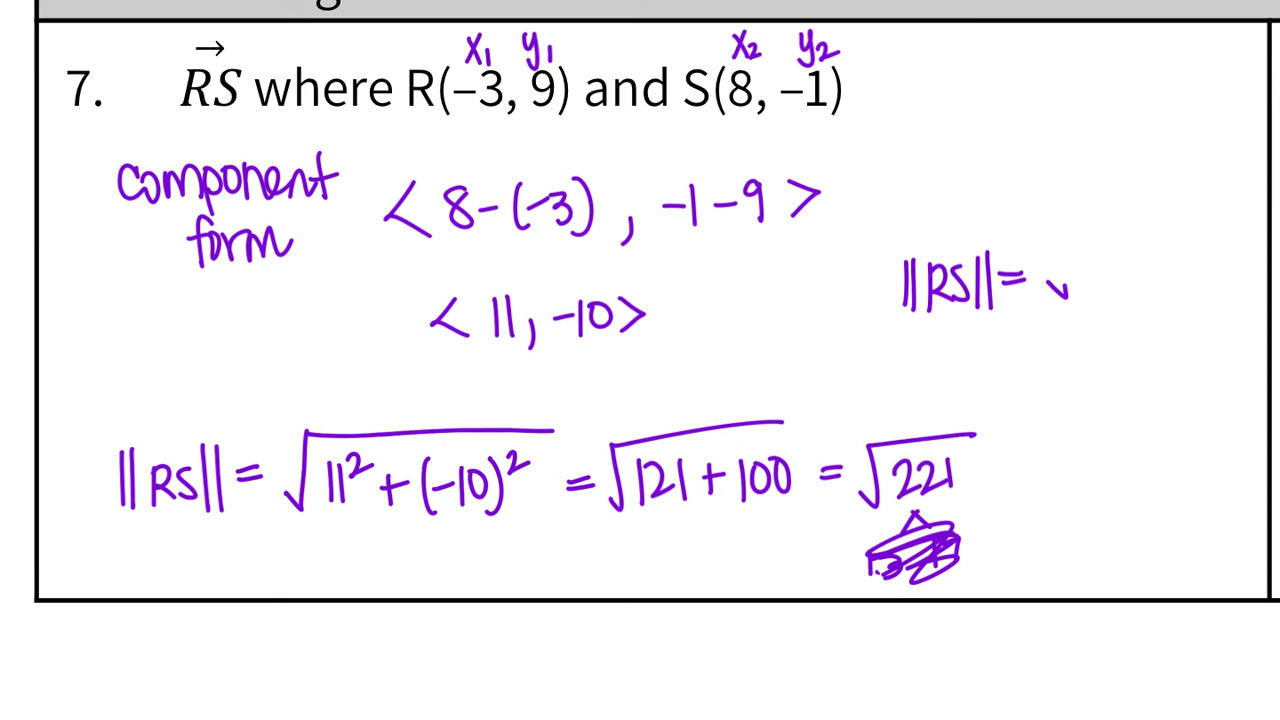 x₁ y₁ x₂ y₂
7. RS where R(–3, 9) and S(8, –1)
component
form
< 8-(-3), -1-9 >
||RS|| =
< 11, -10 >
||RS|| = √11² + (-10)² = √121 + 100 = √221